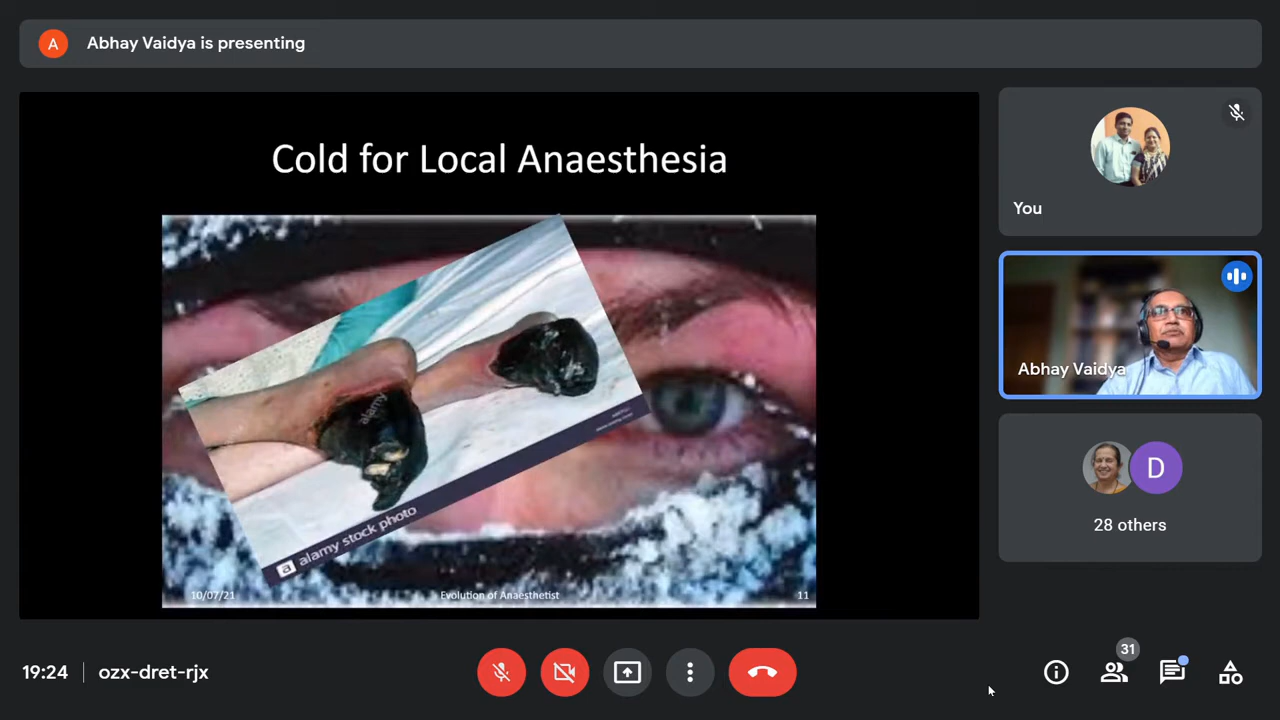 A
Abhay Vaidya is presenting
Cold for Local Anaesthesia
alamy
a alamy stock photo
10/07/21
Evolution of Anaesthetist
11
You
Abhay Vaidya
D
28 others
19:24
ozx-dret-rjx
31